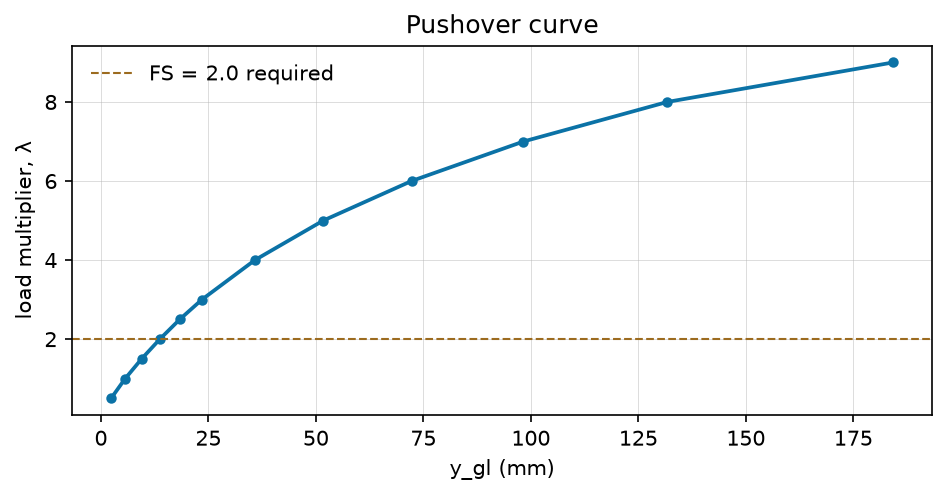 Pushover curve
FS = 2.0 required
load multiplier, λ
8
6
4
2
0 25 50 75 100 125 150 175
y_gl (mm)